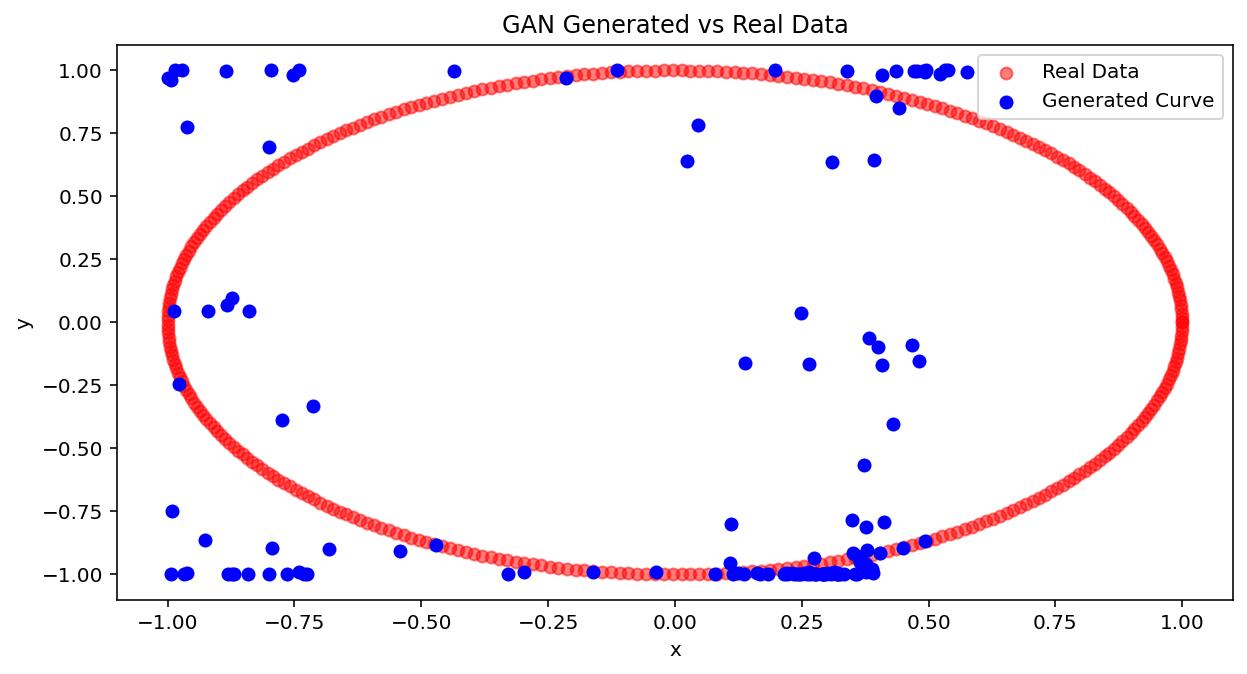 GAN Generated vs Real Data
Real Data
Generated Curve
y
1.00
0.75
0.50
0.25
0.00
−0.25
−0.50
−0.75
−1.00
−1.00 −0.75 −0.50 −0.25 0.00 0.25 0.50 0.75 1.00
x